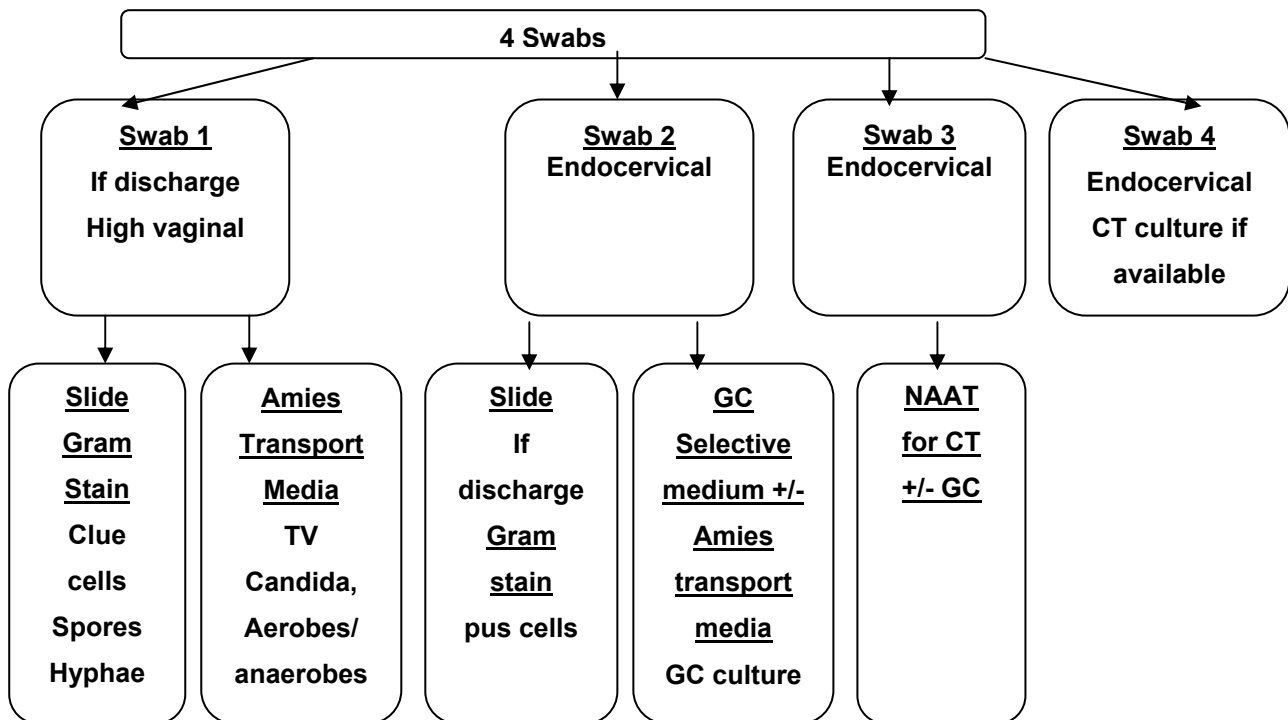 4 Swabs
Swab 1
If discharge
High vaginal
Swab 2
Endocervical
Swab 3
Endocervical
Swab 4
Endocervical
CT culture if
available
Slide
Gram
Stain
Clue
cells
Spores
Hyphae
Amies
Transport
Media
TV
Candida,
Aerobes/
anaerobes
Slide
If
discharge
Gram
stain
pus cells
GC
Selective
medium +/-
Amies
transport
media
GC culture
NAAT
for CT
+/- GC